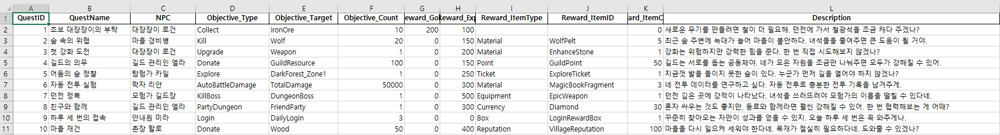 A B C D E F G H I J K L
1 QuestID QuestName NPC Objective_Type Objective_Target Objective_Count eward_Go Reward_Exp Reward_ItemType Reward_ItemID ard_ItemC Description
2 1 초보 대장장이의 부탁 대장장이 로건 Collect IronOre 10 200 100 0 새로운 무기를 만들려면 철이 더 필요해. 던전에 가서 철광석을 조금 캐다 주겠나?
3 2 숲 속의 위협 마을 경비병 Kill Wolf 20 0 150 Material WolfPelt 5 최근 숲 주변에 늑대가 늘어 마을이 불안하다. 녀석들을 줄여주면 큰 도움이 될 거야.
4 3 첫 강화 도전 대장장이 로건 Upgrade Weapon 1 0 200 Material EnhanceStone 1 강화는 위험하지만 강력한 힘을 준다. 한 번 직접 시도해보지 않겠나?
5 4 길드의 의무 길드 관리인 엘라 Donate GuildResource 100 0 150 Point GuildPoint 50 길드는 서로를 돕는 공동체야. 네가 모은 자원을 조금만 나눠주면 모두가 강해질 수 있어.
6 5 어둠의 숲 정찰 탐험가 카일 Explore DarkForest_Zone1 1 0 250 Ticket ExploreTicket 1 지금껏 발을 들이지 못한 숲이 있다. 누군가 먼저 길을 열어야 하지 않겠나?
7 6 자동 전투 실험 학자 리안 AutoBattleDamage TotalDamage 50000 0 300 Material MagicBookFragment 3 네 전투 데이터를 연구하고 싶다. 자동 전투로 충분한 전투 기록을 남겨주게.
8 7 던전 정복 모험가 길드장 KillBoss DungeonBoss 1 0 500 Equipment EpicWeapon 1 던전 깊은 곳에 강적이 나타났다. 녀석을 쓰러뜨려야 모험가의 이름을 떨칠 수 있다네.
9 8 친구와 함께 길드 관리인 엘라 PartyDungeon FriendParty 1 0 300 Currency Diamond 30 혼자 싸우는 것도 좋지만, 동료와 함께라면 훨씬 강해질 수 있어. 한 번 협력해보는 게 어때?
10 9 하루 세 번의 접속 안내원 미라 Login DailyLogin 3 0 0 Box LoginRewardBox 1 꾸준히 찾아오는 자만이 성과를 얻을 수 있지. 오늘 하루 세 번은 꼭 와주게나.
11 10 마을 재건 촌장 할로 Donate Wood 50 0 400 Reputation VillageReputation 100 마을을 다시 일으켜 세워야 한다네. 목재가 절실히 필요하다네. 도와줄 수 있겠나?